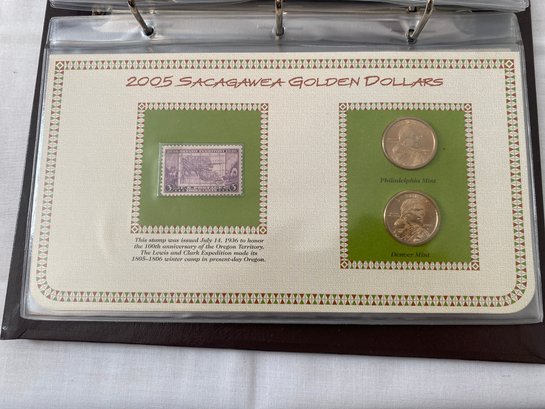 2005 SACAGAWEA GOLDEN DOLLARS
This stamp was issued July 14, 1936 to honor
the 100th anniversary of the Oregon Territory.
The Lewis and Clark Expedition made its
1805-1806 winter camp in present-day Oregon.
Philadelphia Mint
Denver Mint